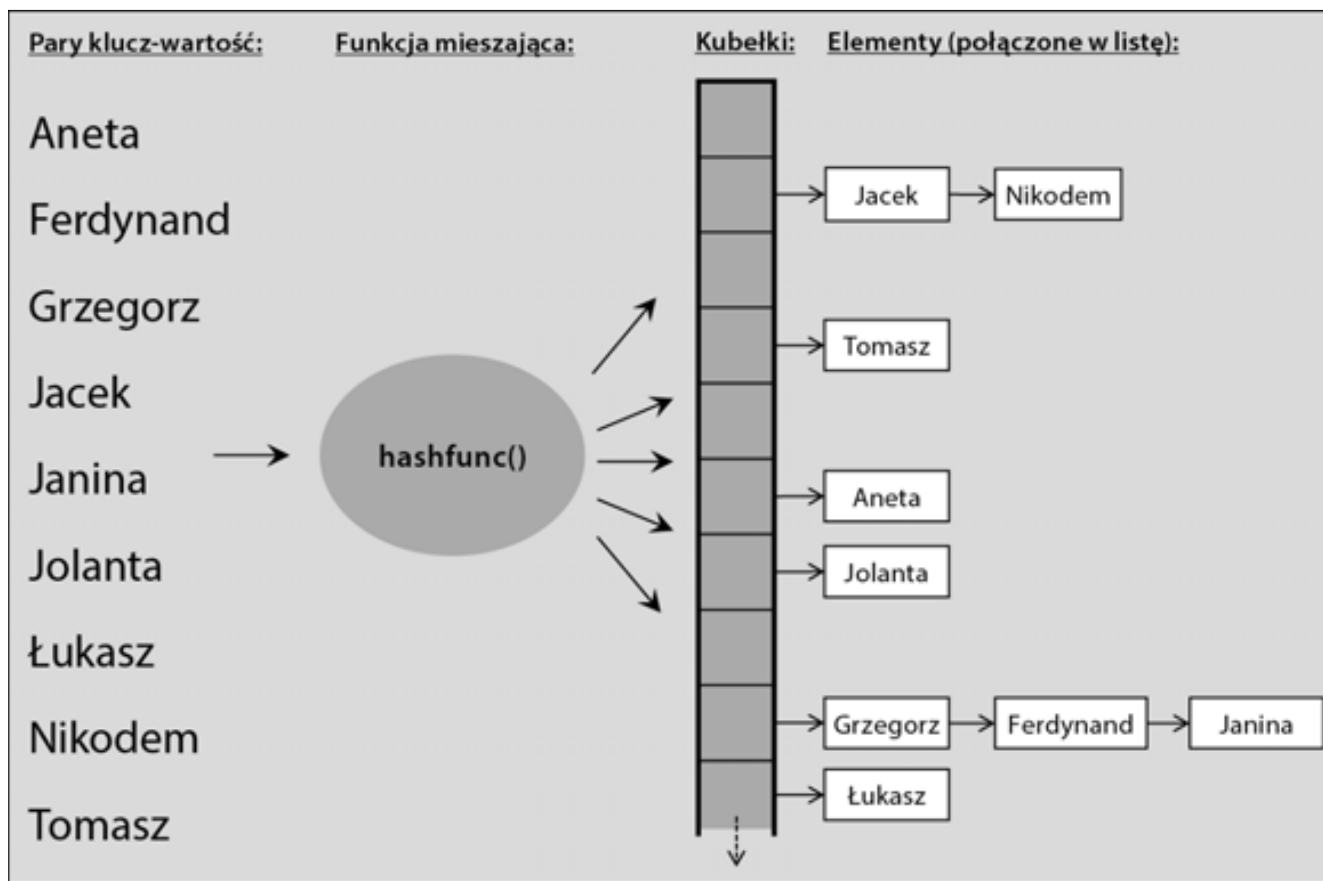 Pary klucz-wartość: Funkcja mieszająca: Kubełki: Elementy (połączone w listę):
Aneta
Ferdynand
Grzegorz
Jacek
Janina
Jolanta
Łukasz
Nikodem
Tomasz
hashfunc()
Jacek Nikodem
Tomasz
Aneta
Jolanta
Grzegorz Ferdynand Janina
Łukasz